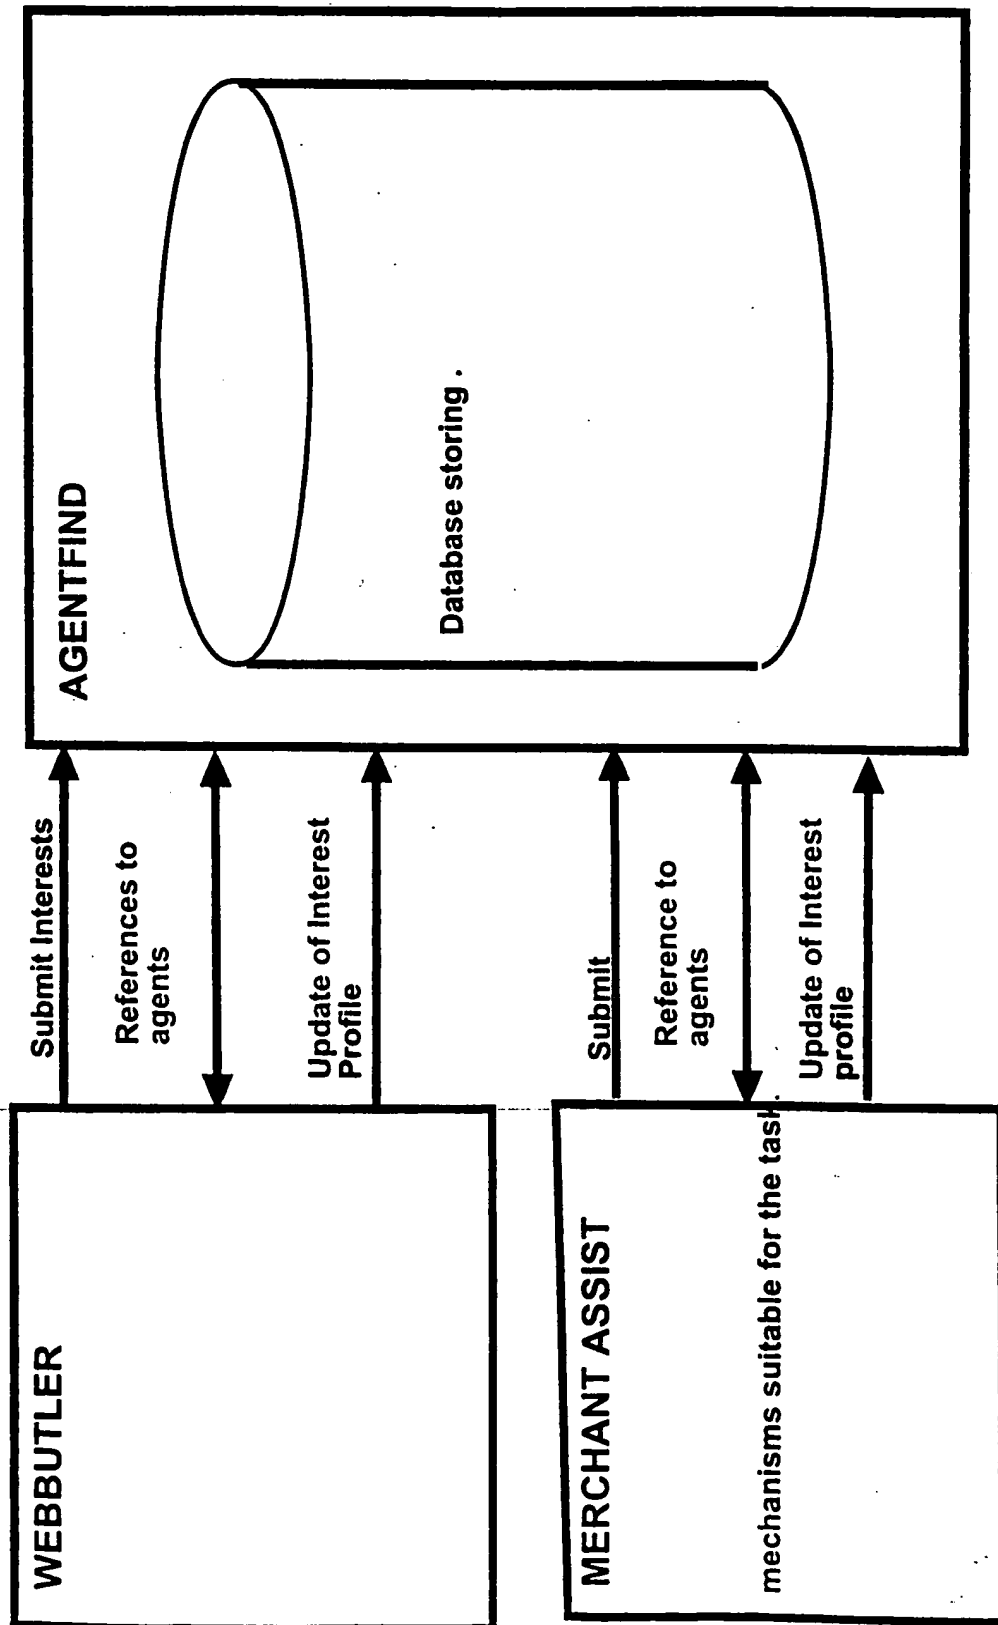 WEBBUTLER
Submit Interests
References to
agents
Update of Interest
Profile
AGENTFIND
Database storing .
MERCHANT ASSIST
mechanisms suitable for the task.
Submit
Reference to
agents
Update of Interest
profile